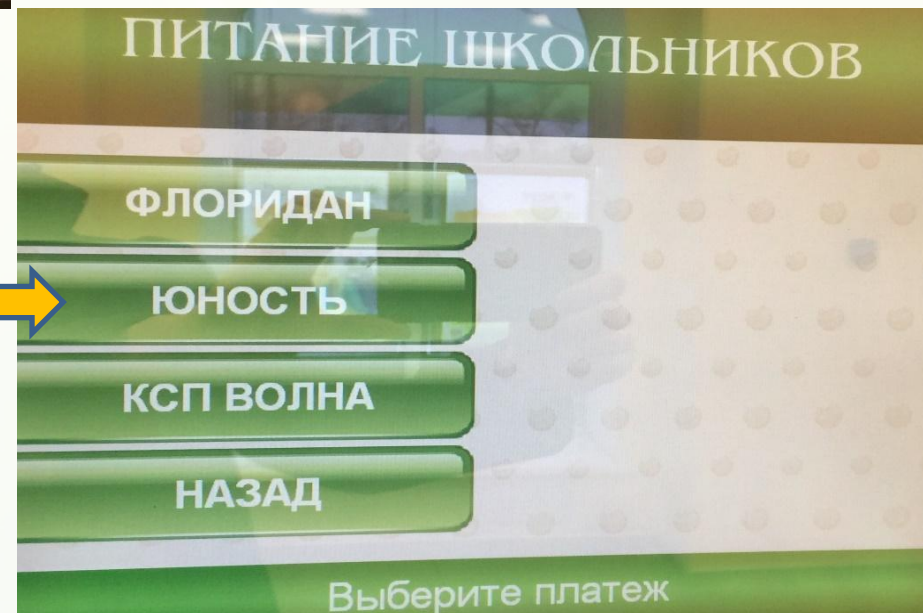 ПИТАНИЕ ШКОЛЬНИКОВ
ФЛОРИДАН
ЮНОСТЬ
КСП ВОЛНА
НАЗАД
Выберите платеж